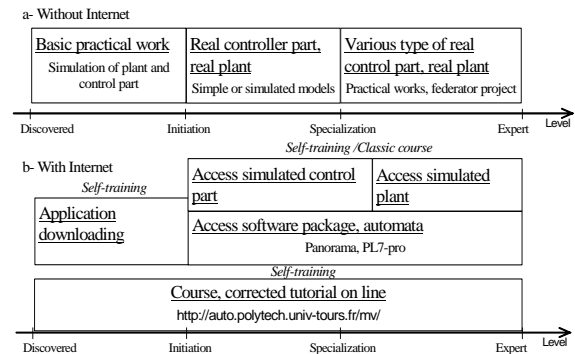 a- Without Internet
Basic practical work
Simulation of plant and
control part
Real controller part,
real plant
Simple or simulated models
Various type of real
control part, real plant
Practical works, federator project
Discovered
Initiation
Specialization
Expert
Level
Self-training /Classic course
b- With Internet
Self-training
Application
downloading
Access simulated control
part
Access simulated
plant
Access software package, automata
Panorama, PL7-pro
Self-training
Course, corrected tutorial on line
http://auto.polytech.univ-tours.fr/mv/
Discovered
Initiation
Specialization
Expert
Level